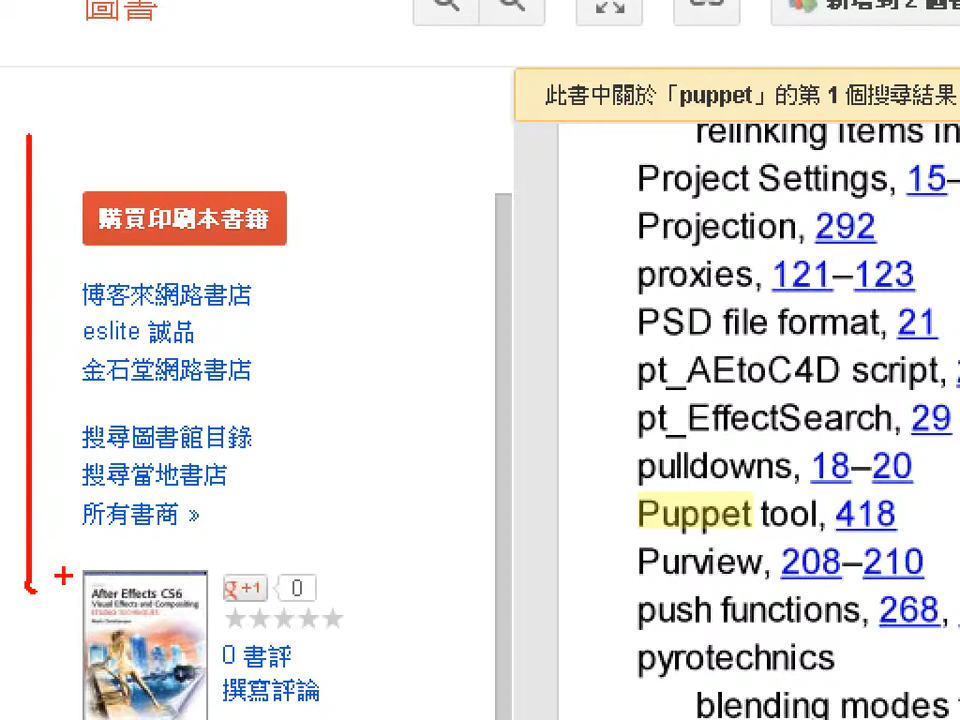 圖書
新增到
此書中關於「puppet」的第 1 個搜尋結果
購買印刷本書籍
博客來網路書店
eslite 誠品
金石堂網路書店
搜尋圖書館目錄
搜尋當地書店
所有書商 »
After Effects CS6
Visual Effects and Compositing
STUDIO TECHNIQUES
+1
0
0 書評
撰寫評論
relinking items in
Project Settings, 15–
Projection, 292
proxies, 121–123
PSD file format, 21
pt_AEtoC4D script,
pt_EffectSearch, 29
pulldowns, 18–20
Puppet tool, 418
Purview, 208–210
push functions, 268,
pyrotechnics
blending modes